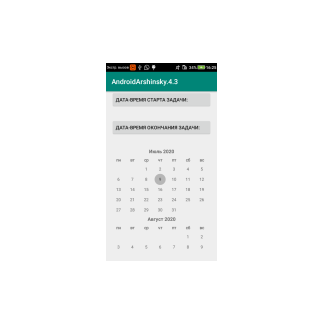 Экстр. вызов 34% 16:25
AndroidArshinsky.4.3
ДАТА-ВРЕМЯ СТАРТА ЗАДАЧИ:
ДАТА-ВРЕМЯ ОКОНЧАНИЯ ЗАДАЧИ:
Июль 2020
пн вт ср чт пт сб вс
1 2 3 4 5
6 7 8 9 10 11 12
13 14 15 16 17 18 19
20 21 22 23 24 25 26
27 28 29 30 31
Август 2020
пн вт ср чт пт сб вс
1 2
3 4 5 6 7 8 9